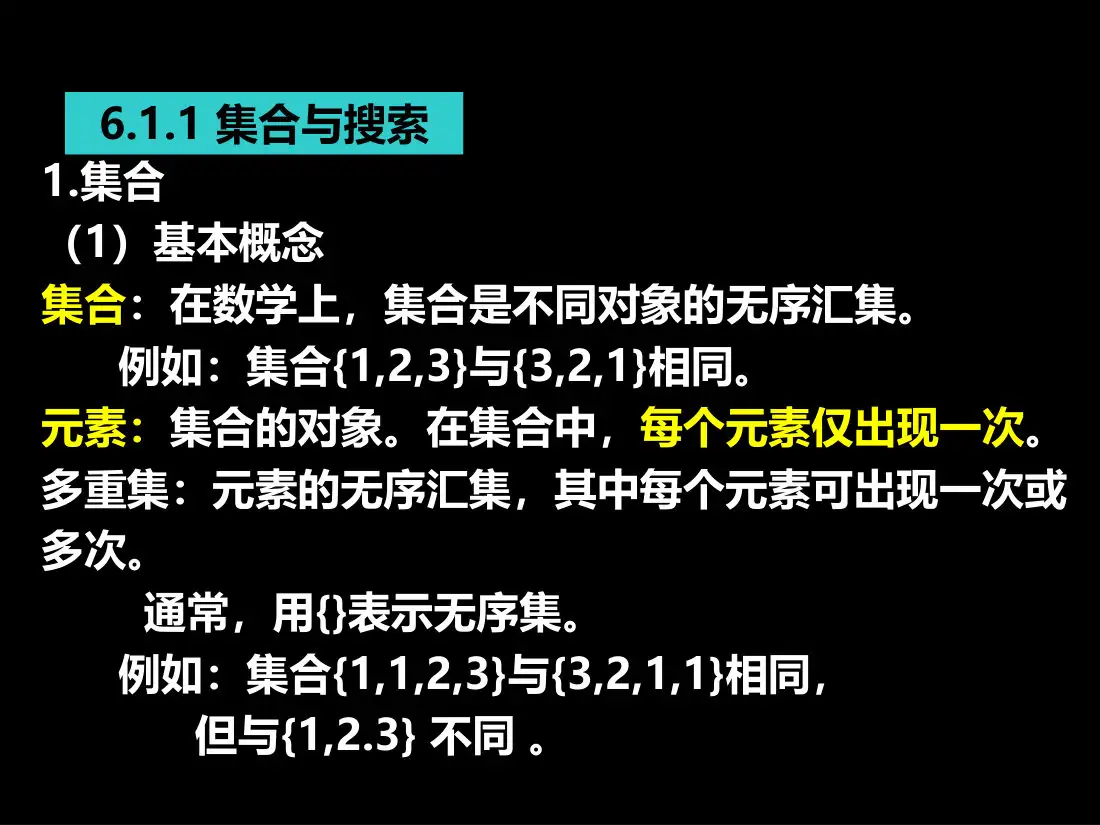 6.1.1 集合与搜索
1.集合
（1）基本概念
集合：在数学上，集合是不同对象的无序汇集。
例如：集合{1,2,3}与{3,2,1}相同。
元素：集合的对象。在集合中，每个元素仅出现一次。
多重集：元素的无序汇集，其中每个元素可出现一次或
多次。
通常，用{}表示无序集。
例如：集合{1,1,2,3}与{3,2,1,1}相同，
但与{1,2.3} 不同 。